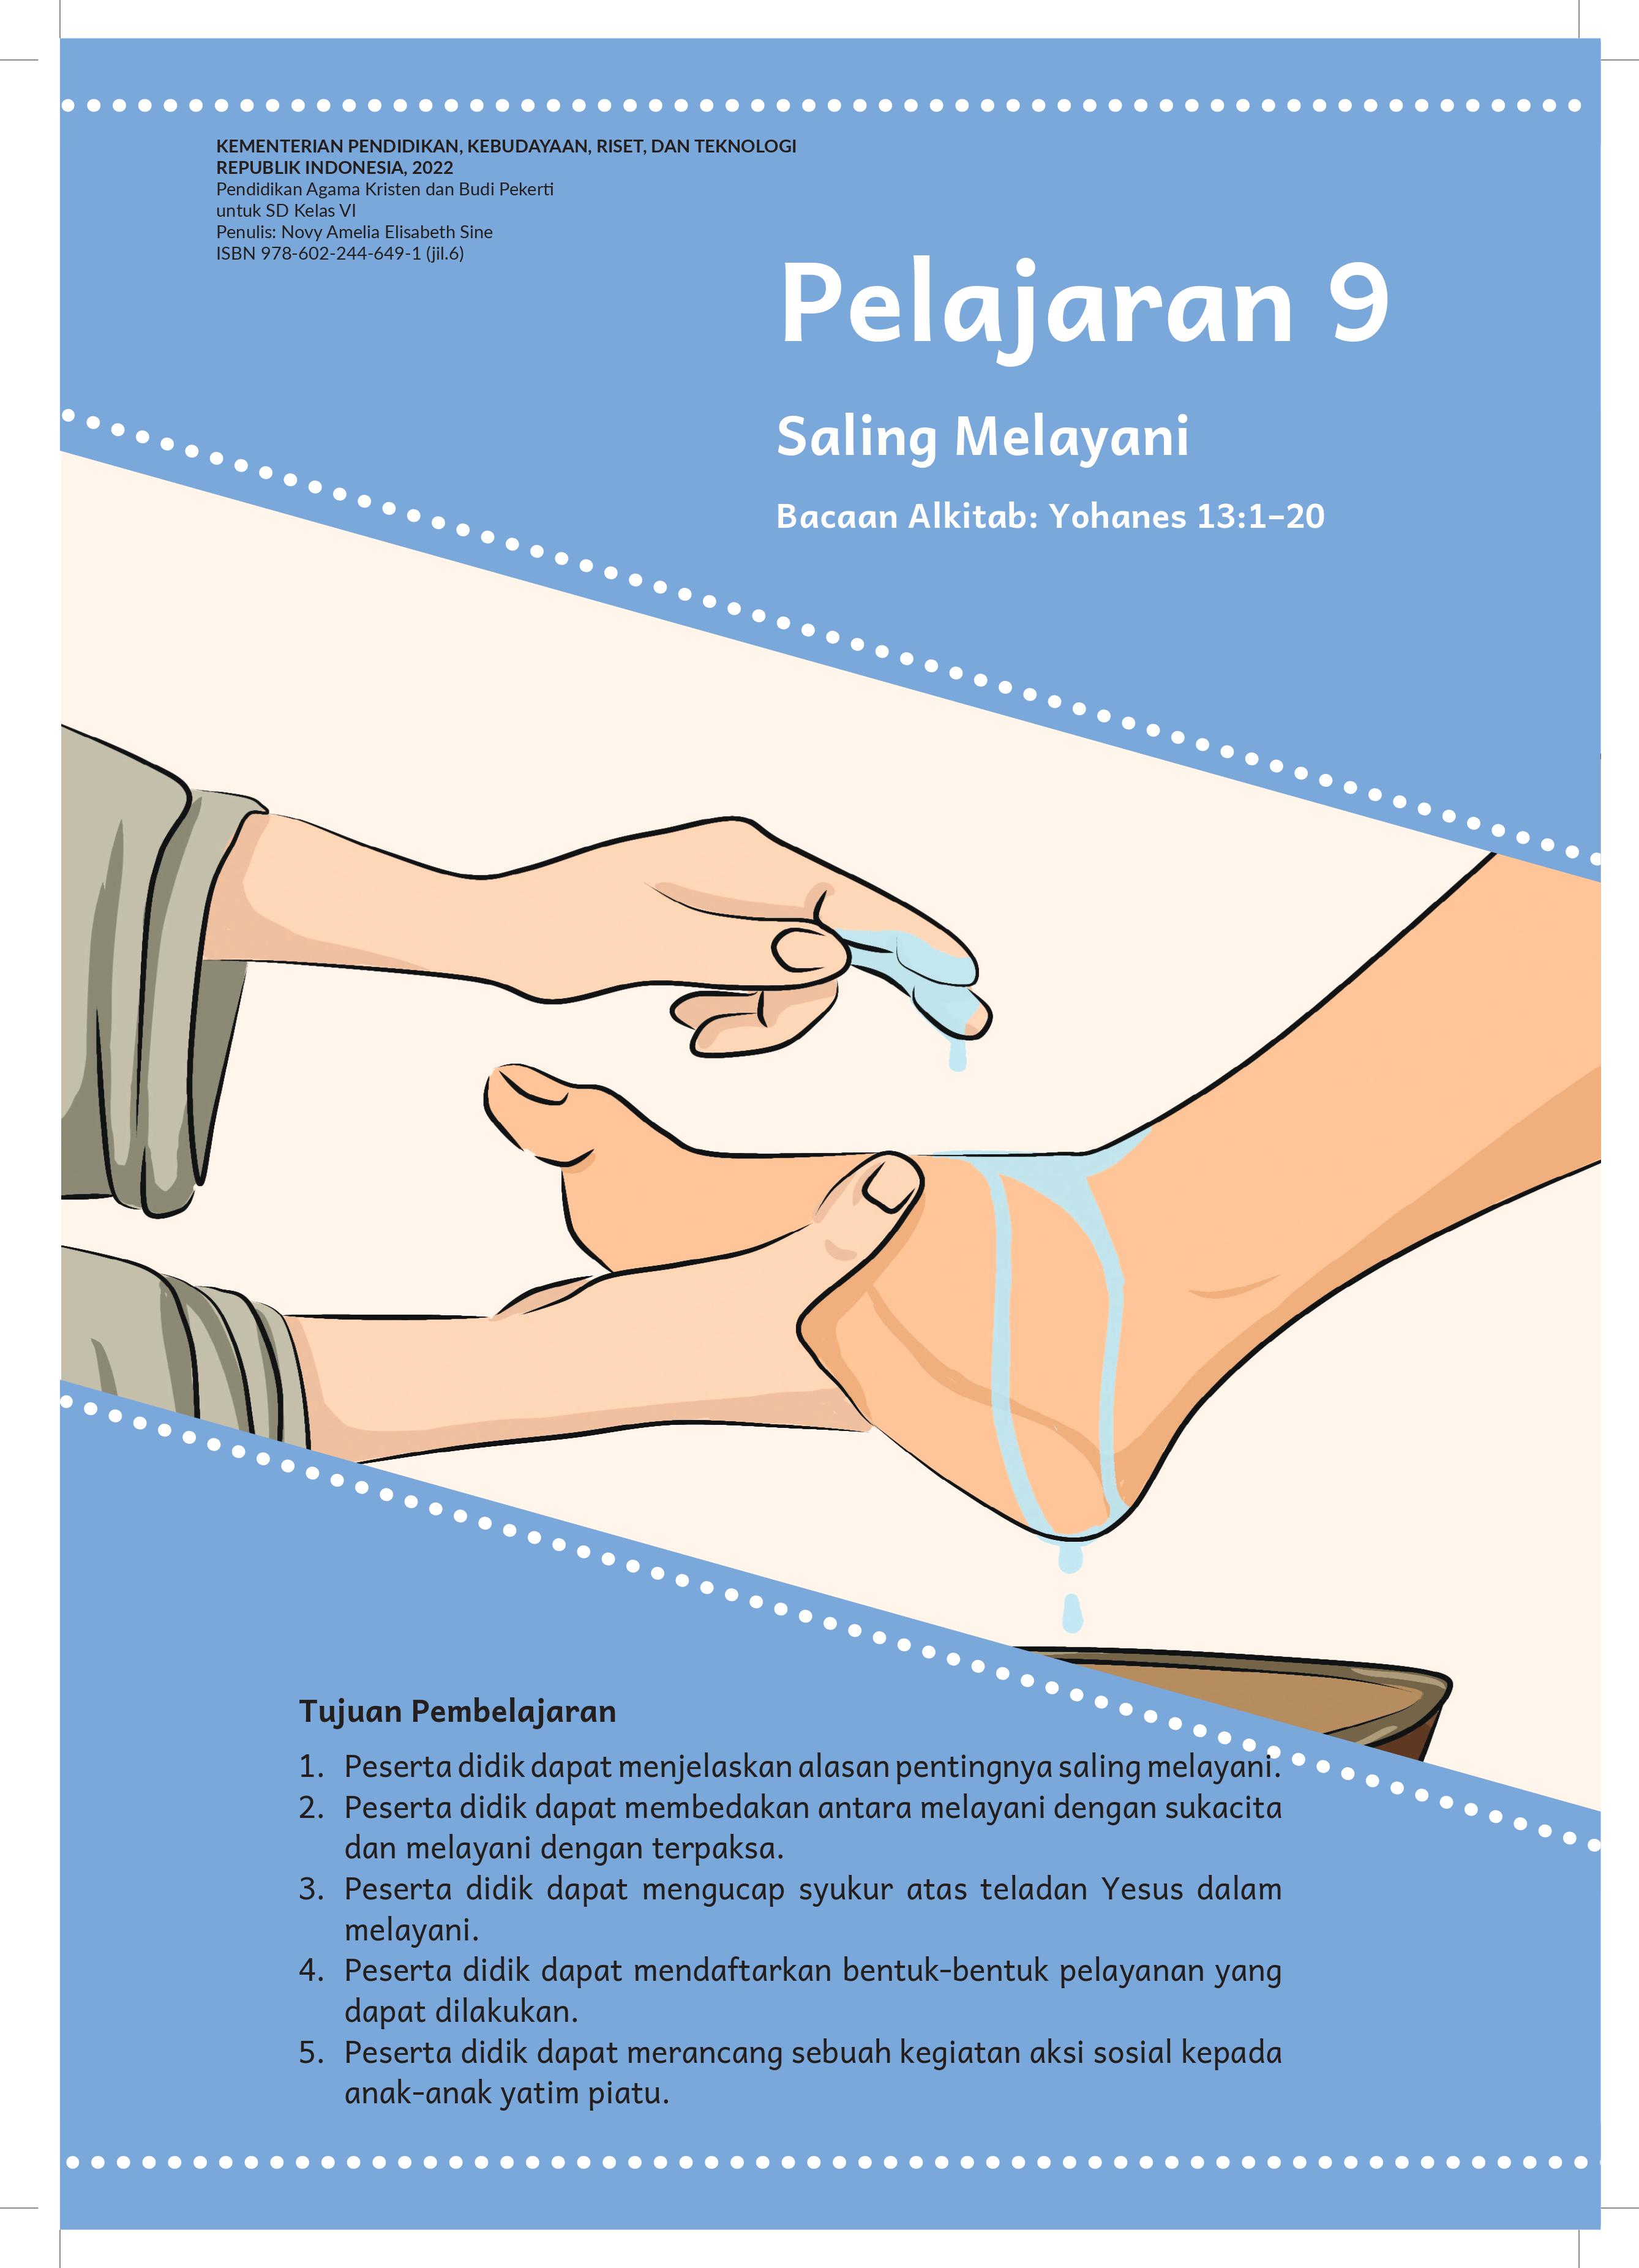 KEMENTERIAN PENDIDIKAN, KEBUDAYAAN, RISET, DAN TEKNOLOGI
REPUBLIK INDONESIA, 2022
Pendidikan Agama Kristen dan Budi Pekerti
untuk SD Kelas VI
Penulis: Novy Amelia Elisabeth Sine
ISBN 978-602-244-649-1 (jil.6)
Pelajaran 9
Saling Melayani
Bacaan Alkitab: Yohanes 13:1–20
Tujuan Pembelajaran
1. Peserta didik dapat menjelaskan alasan pentingnya saling melayani.
2. Peserta didik dapat membedakan antara melayani dengan sukacita
dan melayani dengan terpaksa.
3. Peserta didik dapat mengucap syukur atas teladan Yesus dalam
melayani.
4. Peserta didik dapat mendaftarkan bentuk-bentuk pelayanan yang
dapat dilakukan.
5. Peserta didik dapat merancang sebuah kegiatan aksi sosial kepada
anak-anak yatim piatu.